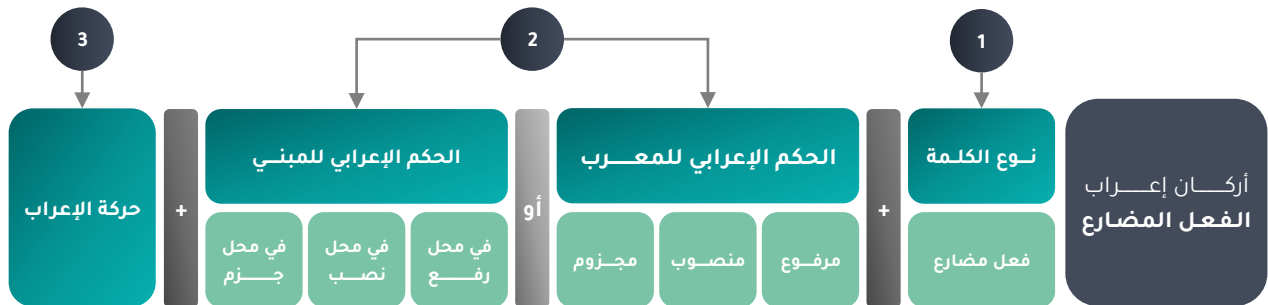 1
2
3
أركان إعراب
الفعل المضارع
نوع الكلمة
فعل مضارع
+
الحكم الإعرابي للمعرب
مرفوع
منصوب
مجزوم
أو
الحكم الإعرابي للمبني
في محل
رفع
في محل
نصب
في محل
جزم
+
حركة الإعراب